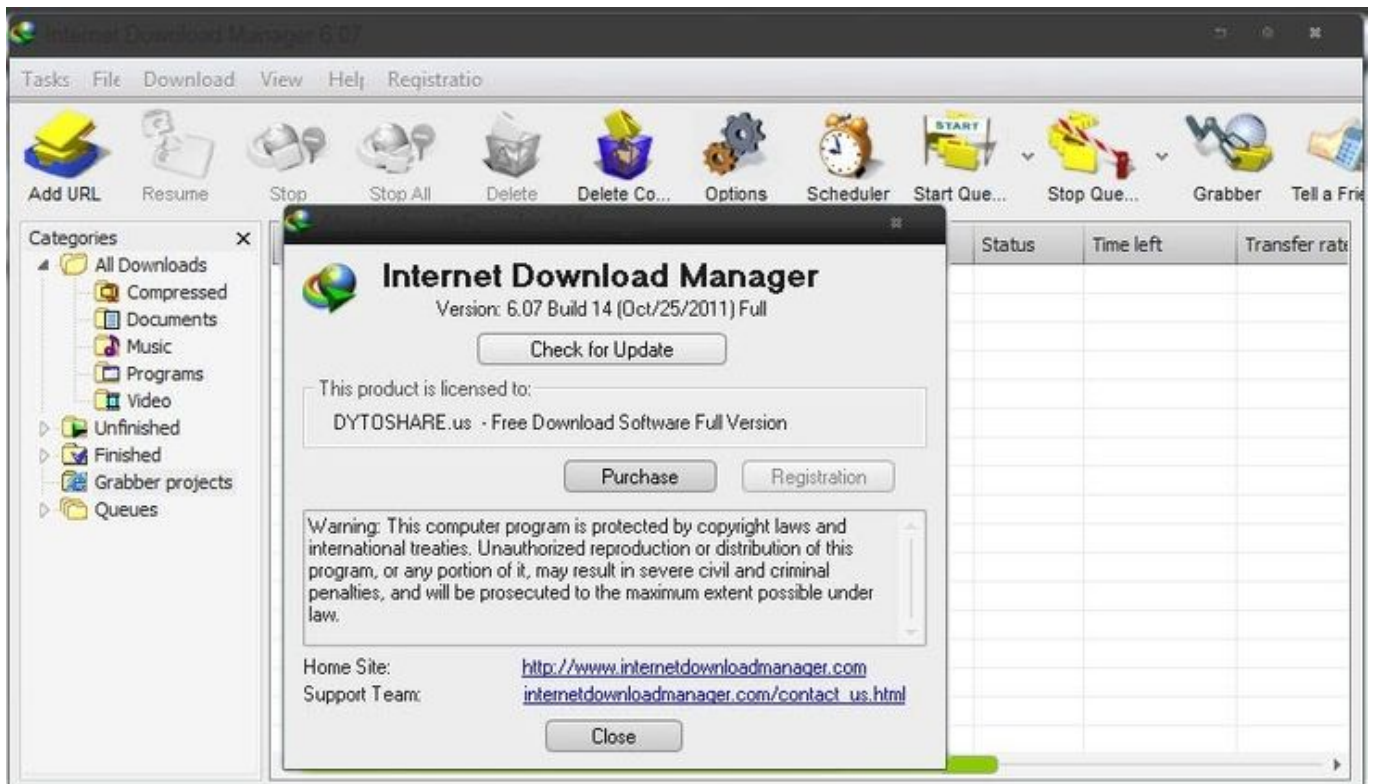 Internet Download Manager 6.07
Tasks File Download View Help Registratio
START
Add URL Resume Stop Stop All Delete Delete Co... Options Scheduler Start Que... Stop Que... Grabber Tell a Frie
Categories
All Downloads
Compressed
Documents
Music
Programs
Video
Unfinished
Finished
Grabber projects
Queues
Status Time left Transfer rate
Internet Download Manager
Version: 6.07 Build 14 (Oct/25/2011) Full
Check for Update
This product is licensed to:
DYTOSHARE.us - Free Download Software Full Version
Purchase Registration
Warning: This computer program is protected by copyright laws and
international treaties. Unauthorized reproduction or distribution of this
program, or any portion of it, may result in severe civil and criminal
penalties, and will be prosecuted to the maximum extent possible under
law.
Home Site: http://www.internetdownloadmanager.com
Support Team: internetdownloadmanager.com/contact_us.html
Close